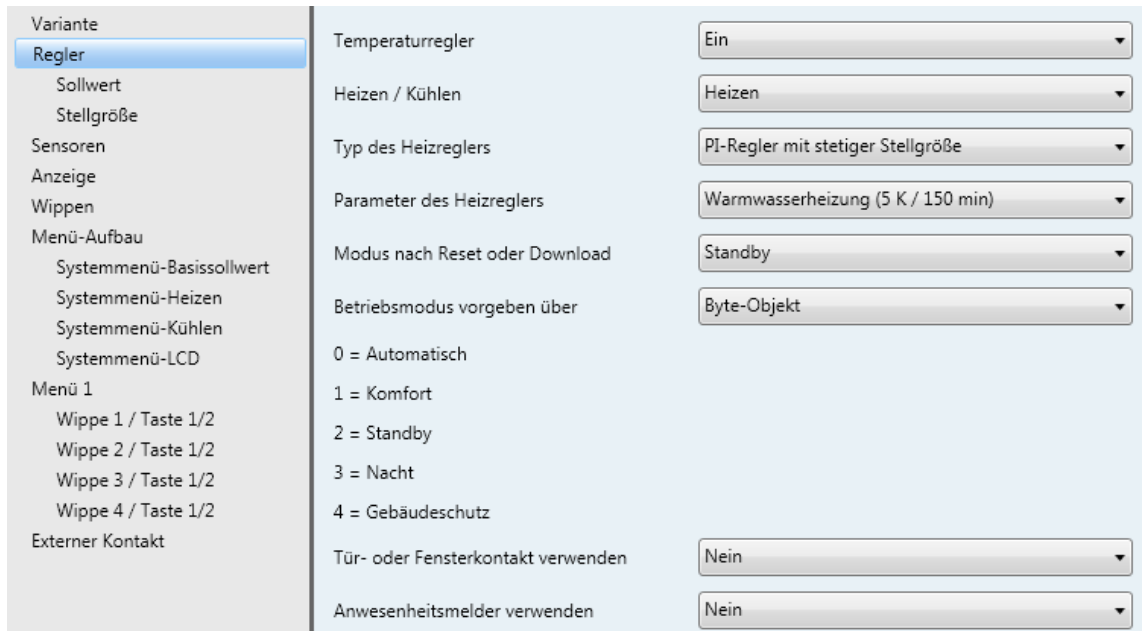 Variante
Regler
Sollwert
Stellgröße
Sensoren
Anzeige
Wippen
Menü-Aufbau
Systemmenü-Basissollwert
Systemmenü-Heizen
Systemmenü-Kühlen
Systemmenü-LCD
Menü 1
Wippe 1 / Taste 1/2
Wippe 2 / Taste 1/2
Wippe 3 / Taste 1/2
Wippe 4 / Taste 1/2
Externer Kontakt
Temperaturregler Ein
Heizen / Kühlen Heizen
Typ des Heizreglers PI-Regler mit stetiger Stellgröße
Parameter des Heizreglers Warmwasserheizung (5 K / 150 min)
Modus nach Reset oder Download Standby
Betriebsmodus vorgeben über Byte-Objekt
0 = Automatisch
1 = Komfort
2 = Standby
3 = Nacht
4 = Gebäudeschutz
Tür- oder Fensterkontakt verwenden Nein
Anwesenheitsmelder verwenden Nein